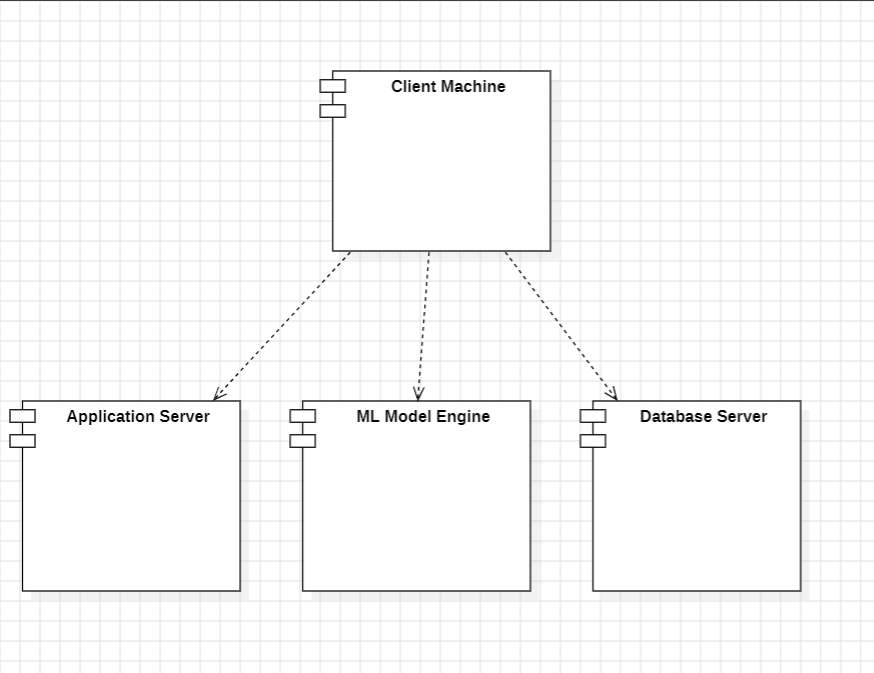 Client Machine
Application Server
ML Model Engine
Database Server